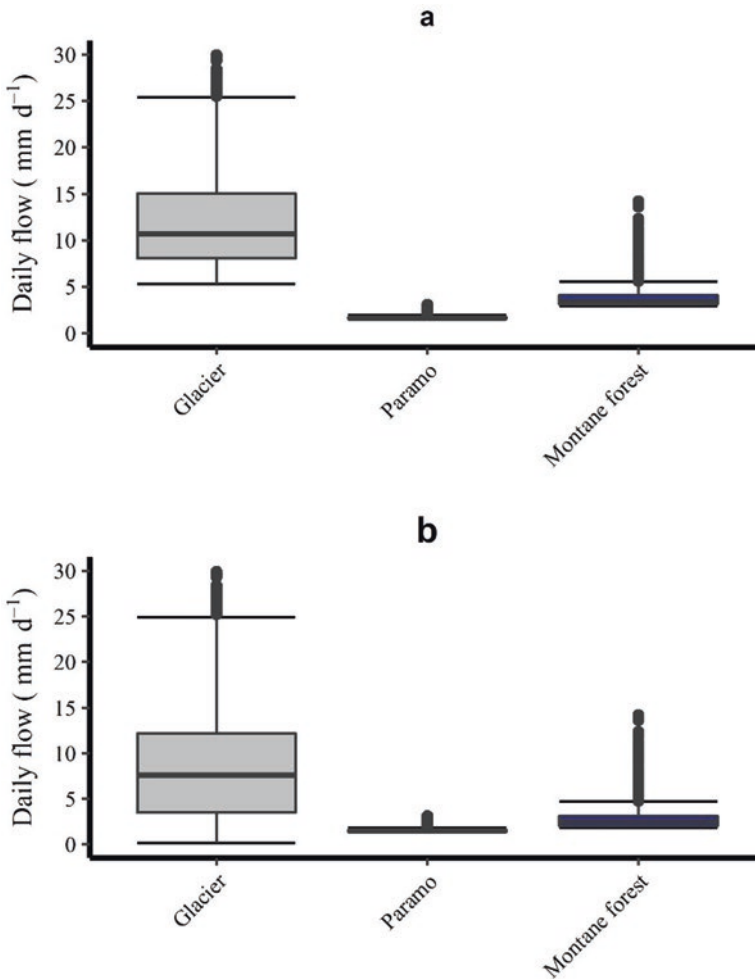 a
Daily flow ( mm d⁻¹)
30
25
20
15
10
5
0
Glacier
Paramo
Montane forest
b
Daily flow ( mm d⁻¹)
30
25
20
15
10
5
0
Glacier
Paramo
Montane forest